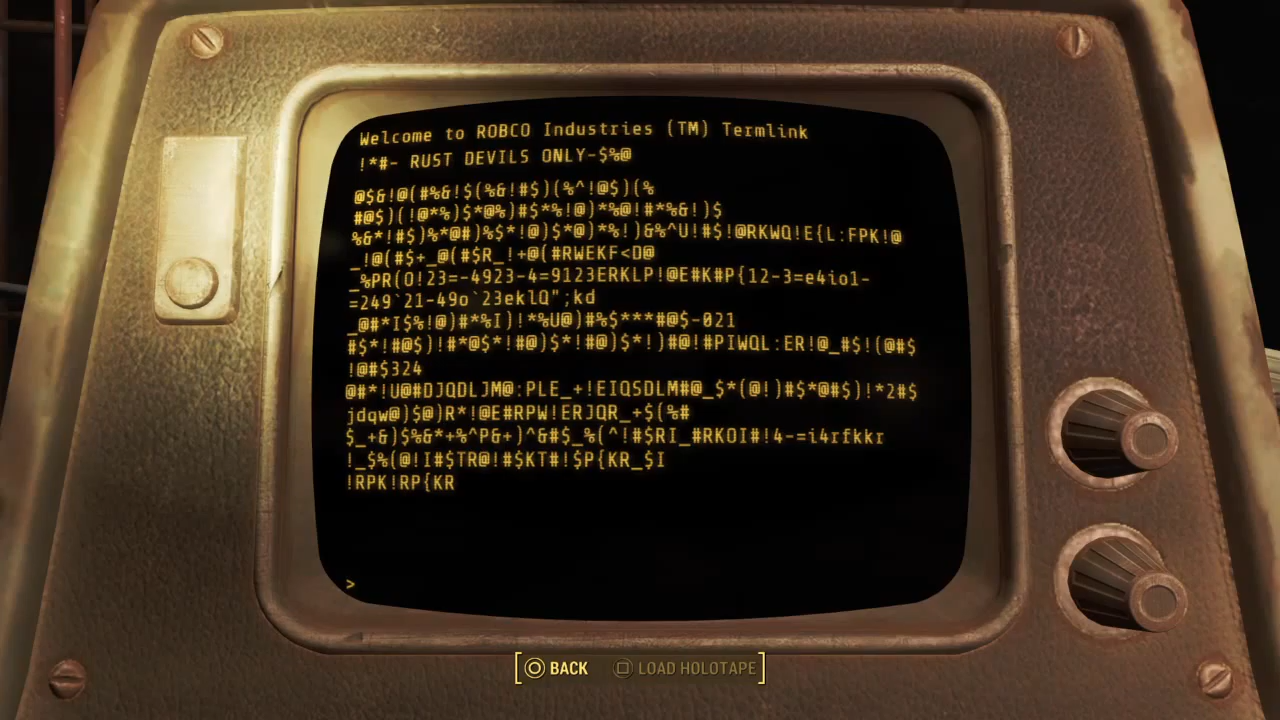 Welcome to ROBCO Industries (TM) Termlink
!*#- RUST DEVILS ONLY-$%@
@$&!@(#%&!$(%&!#$)(%^!@$)(%
#@$)(!@*%)$*@%)#$*%!@)*%@!#*%&!)$
%&*!#$)%*@#)%$*!@)$*@)*%!)&%^U!#$!@RKWQ!E{L:FPK!@
_!@(#$+_@(#$R_!+@(#RWEKF<D@
_%PR(O!23=-4923-4=9123ERKLP!@E#K#P{12-3=e4io1-
=249`21-49o`23eklQ";kd
_@#*I$%!@)#*%I)!*%U@)#%$***#@$-021
#$*!#@$)!#*@$*!#@)$*!#@)$*!)#@!#PIWQL:ER!@_#$!(@#$
!@#$324
@#*!U@#DJQDLJM@:PLE_+!EIQSDLM#@_$*(@!)#$*@#$)!*2#$
jdqw@)$@)R*!@E#RPW!ERJQR_+$(%#
$_+&)$%&*+%^P&+)^&#$_%(^!#$RI_#RKOI#!4-=i4rfkkr
!_$%(@!I#$TR@!#$KT#!$P{KR_$I
!RPK!RP{KR
>
BACK
LOAD HOLOTAPE